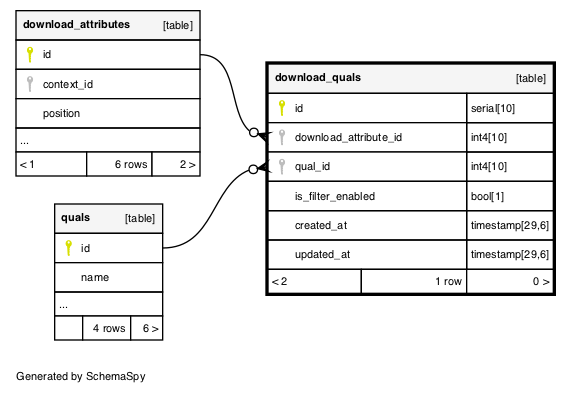 download_attributes [table]
id
context_id
position
...
< 1 6 rows 2 >
download_quals [table]
id serial[10]
download_attribute_id int4[10]
qual_id int4[10]
is_filter_enabled bool[1]
created_at timestamp[29,6]
updated_at timestamp[29,6]
< 2 1 row 0 >
quals [table]
id
name
...
4 rows 6 >
Generated by SchemaSpy